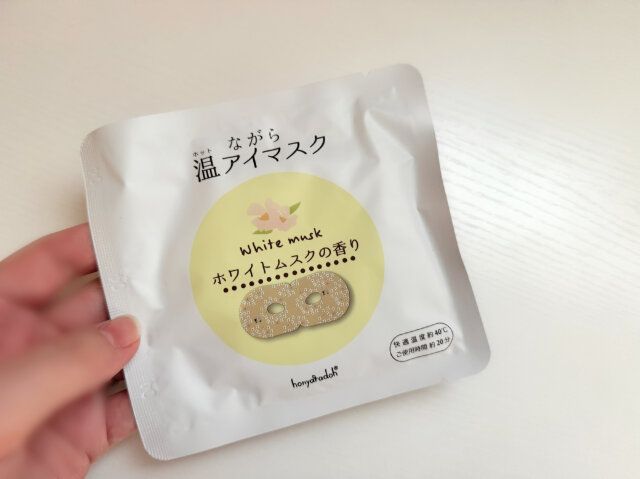 ながら
ホット
温アイマスク
White musk
ホワイトムスクの香り
快適温度 約40℃
ご使用時間 約20分
honyaradoh